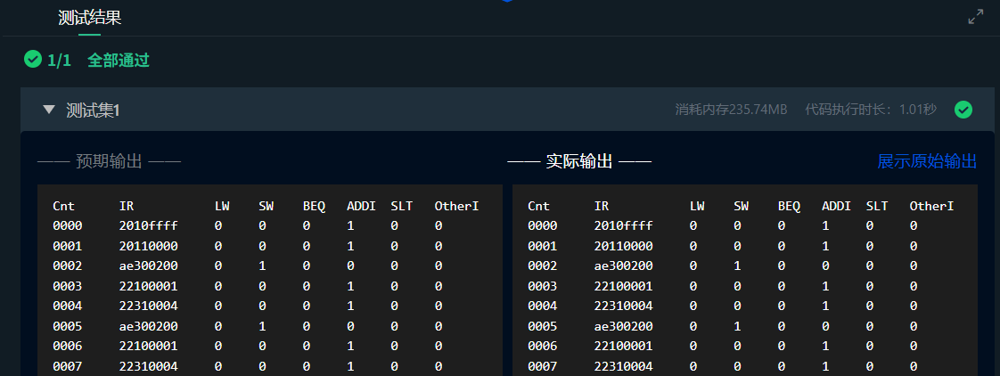 测试结果
1/1 全部通过
测试集1 消耗内存235.74MB 代码执行时长：1.01秒
—— 预期输出 —— —— 实际输出 —— 展示原始输出
Cnt IR LW SW BEQ ADDI SLT OtherI Cnt IR LW SW BEQ ADDI SLT OtherI
0000 2010ffff 0 0 0 1 0 0 0000 2010ffff 0 0 0 1 0 0
0001 20110000 0 0 0 1 0 0 0001 20110000 0 0 0 1 0 0
0002 ae300200 0 1 0 0 0 0 0002 ae300200 0 1 0 0 0 0
0003 22100001 0 0 0 1 0 0 0003 22100001 0 0 0 1 0 0
0004 22310004 0 0 0 1 0 0 0004 22310004 0 0 0 1 0 0
0005 ae300200 0 1 0 0 0 0 0005 ae300200 0 1 0 0 0 0
0006 22100001 0 0 0 1 0 0 0006 22100001 0 0 0 1 0 0
0007 22310004 0 0 0 1 0 0 0007 22310004 0 0 0 1 0 0